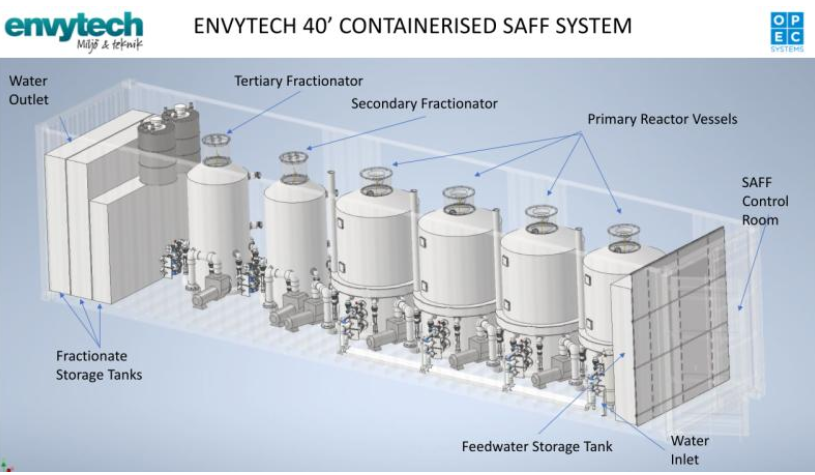 envytech
Miljö & teknik
ENVYTECH 40’ CONTAINERISED SAFF SYSTEM
OP
EC
SYSTEMS
Water
Outlet
Tertiary Fractionator
Secondary Fractionator
Primary Reactor Vessels
SAFF
Control
Room
Fractionate
Storage Tanks
Feedwater Storage Tank
Water
Inlet